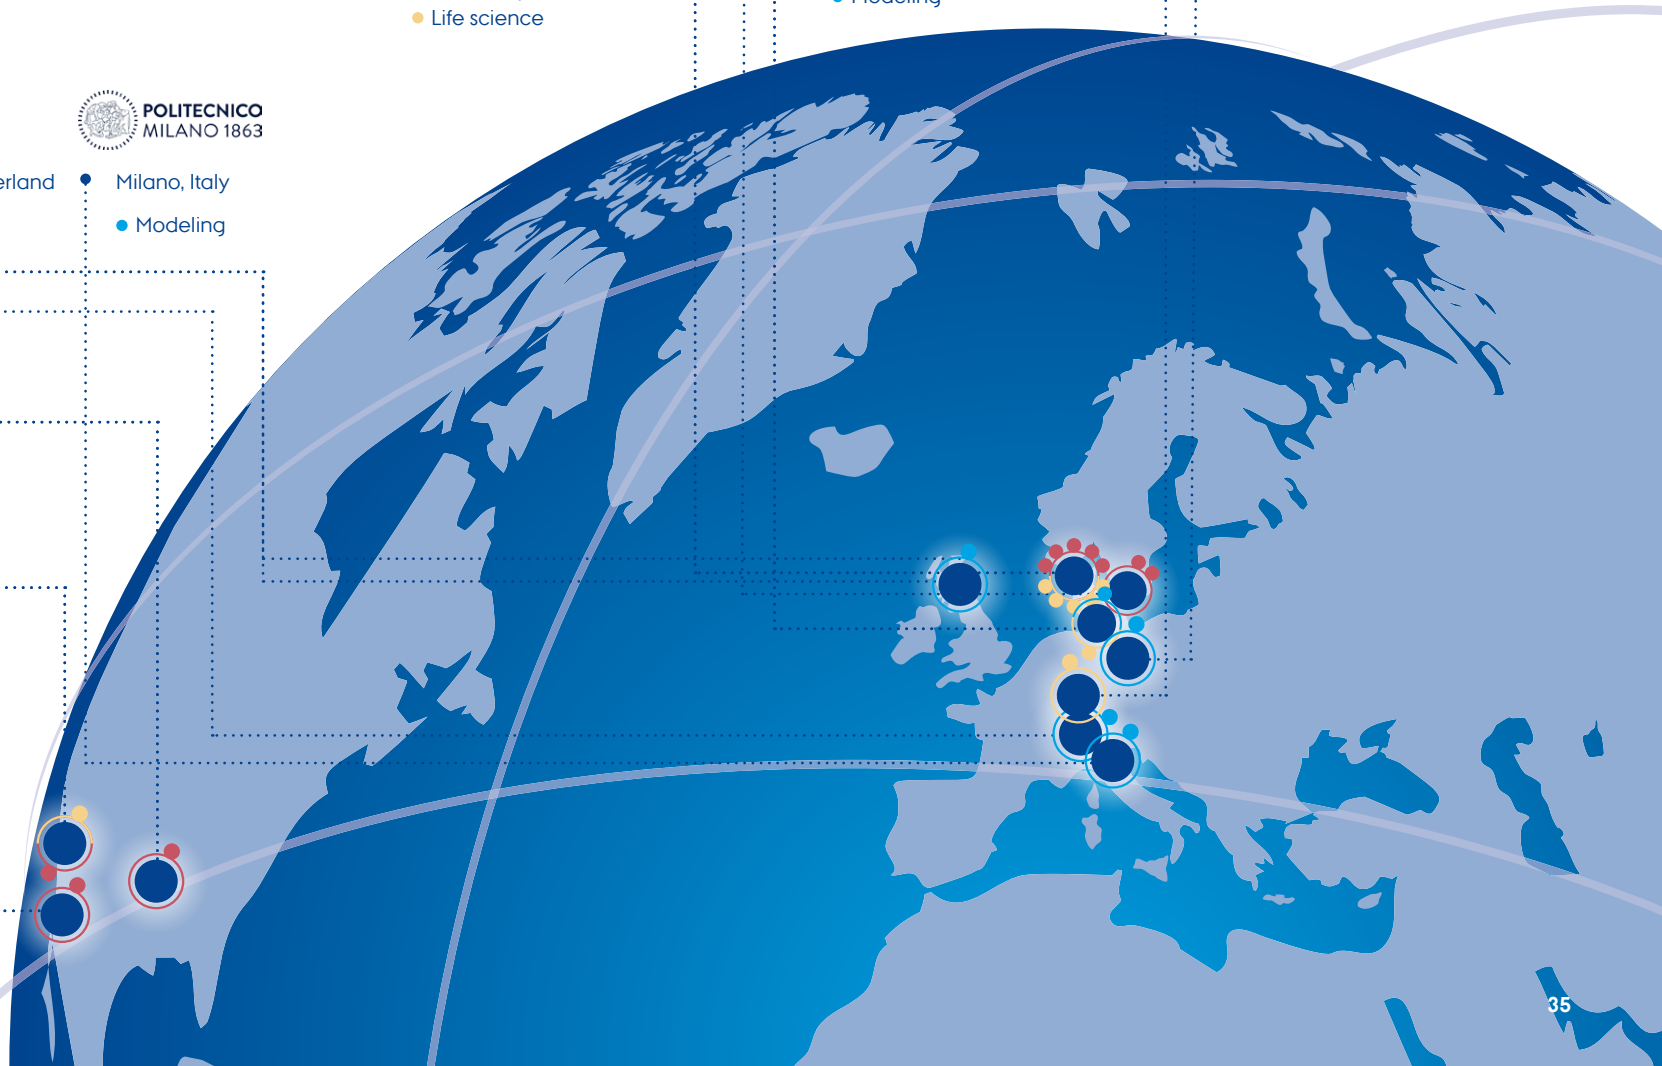 Life science
POLITECNICO
MILANO 1863
Milano, Italy
Modeling
35